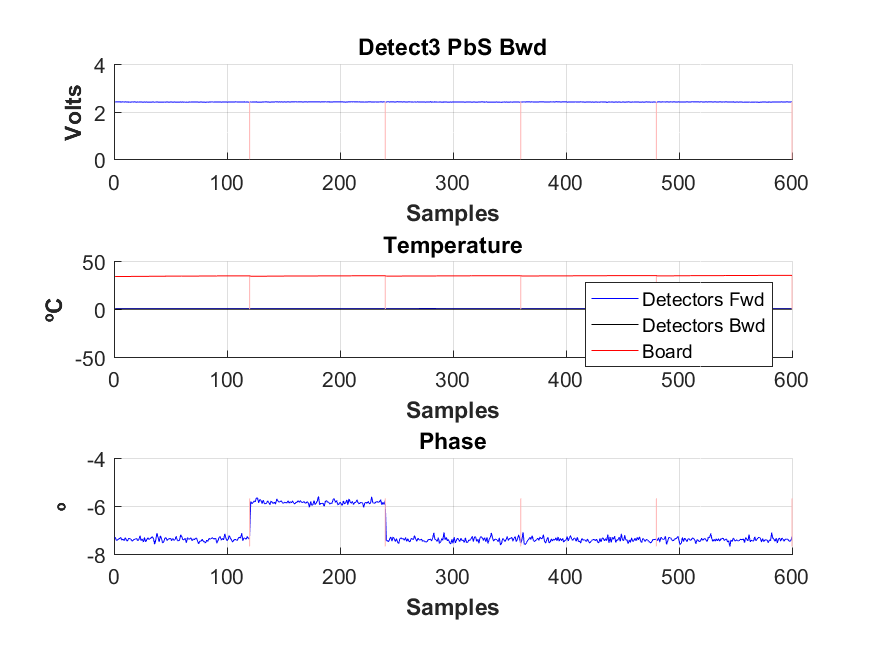 Detect3 PbS Bwd
Volts
4
2
0
0 100 200 300 400 500 600
Samples
Temperature
ºC
50
0
-50
Detectors Fwd
Detectors Bwd
Board
0 100 200 300 400 500 600
Samples
Phase
º
-4
-6
-8
0 100 200 300 400 500 600
Samples